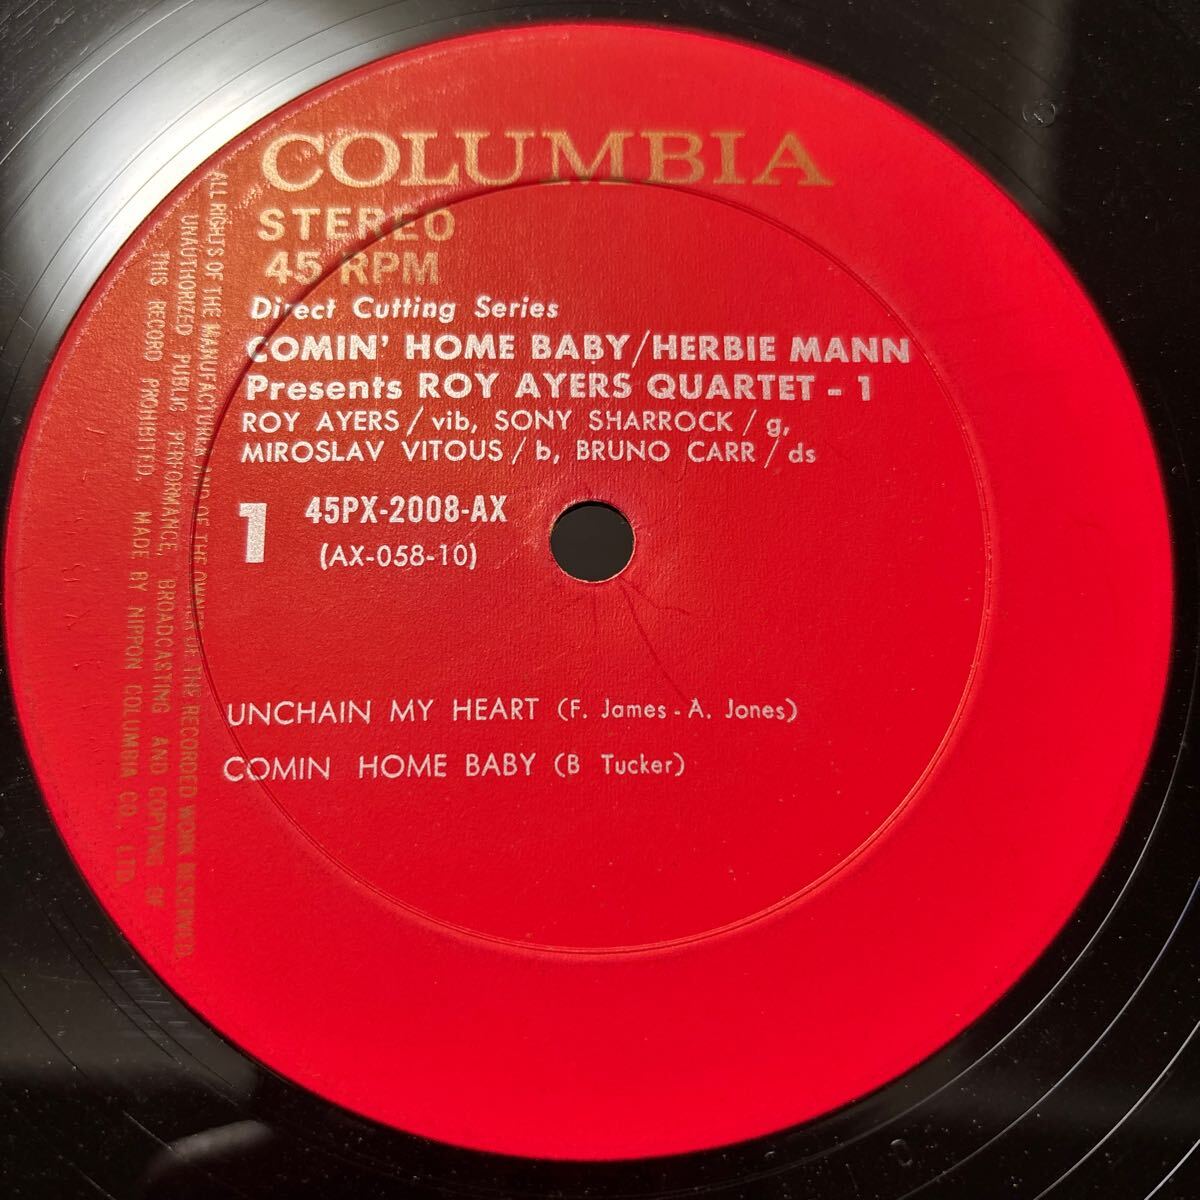 COLUMBIA
STEREO
45 RPM
Direct Cutting Series
COMIN' HOME BABY/HERBIE MANN
Presents ROY AYERS QUARTET - 1
ROY AYERS / vib, SONY SHARROCK / g,
MIROSLAV VITOUS / b, BRUNO CARR / ds
1
45PX-2008-AX
(AX-058-10)
UNCHAIN MY HEART (F. James - A. Jones)
COMIN HOME BABY (B Tucker)
ALL RIGHTS OF THE MANUFACTURER AND OF THE OWNER OF THE RECORDED WORK RESERVED.
UNAUTHORIZED PUBLIC PERFORMANCE, BROADCASTING AND COPYING OF
THIS RECORD PROHIBITED. MADE BY NIPPON COLUMBIA CO., LTD.